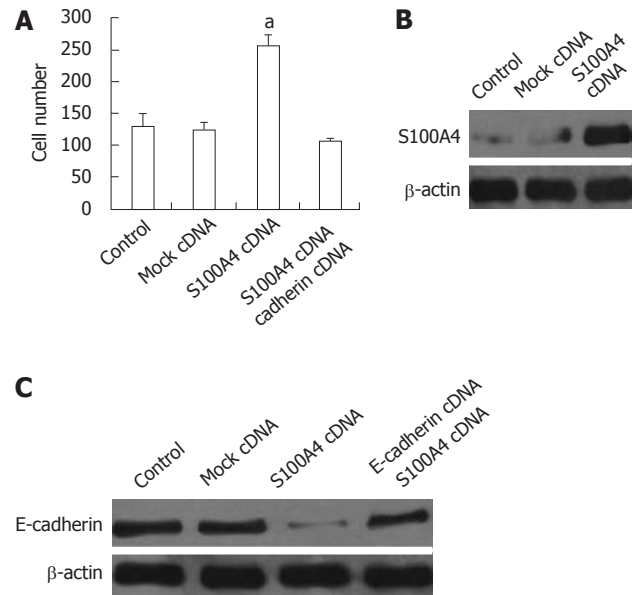 A
300
250
200
150
100
50
0
Cell number
a
Control
Mock cDNA
S100A4 cDNA
S100A4 cDNA
cadherin cDNA
B
Control
Mock cDNA
S100A4
cDNA
S100A4
β-actin
C
Control
Mock cDNA
S100A4 cDNA
E-cadherin cDNA
S100A4 cDNA
E-cadherin
β-actin